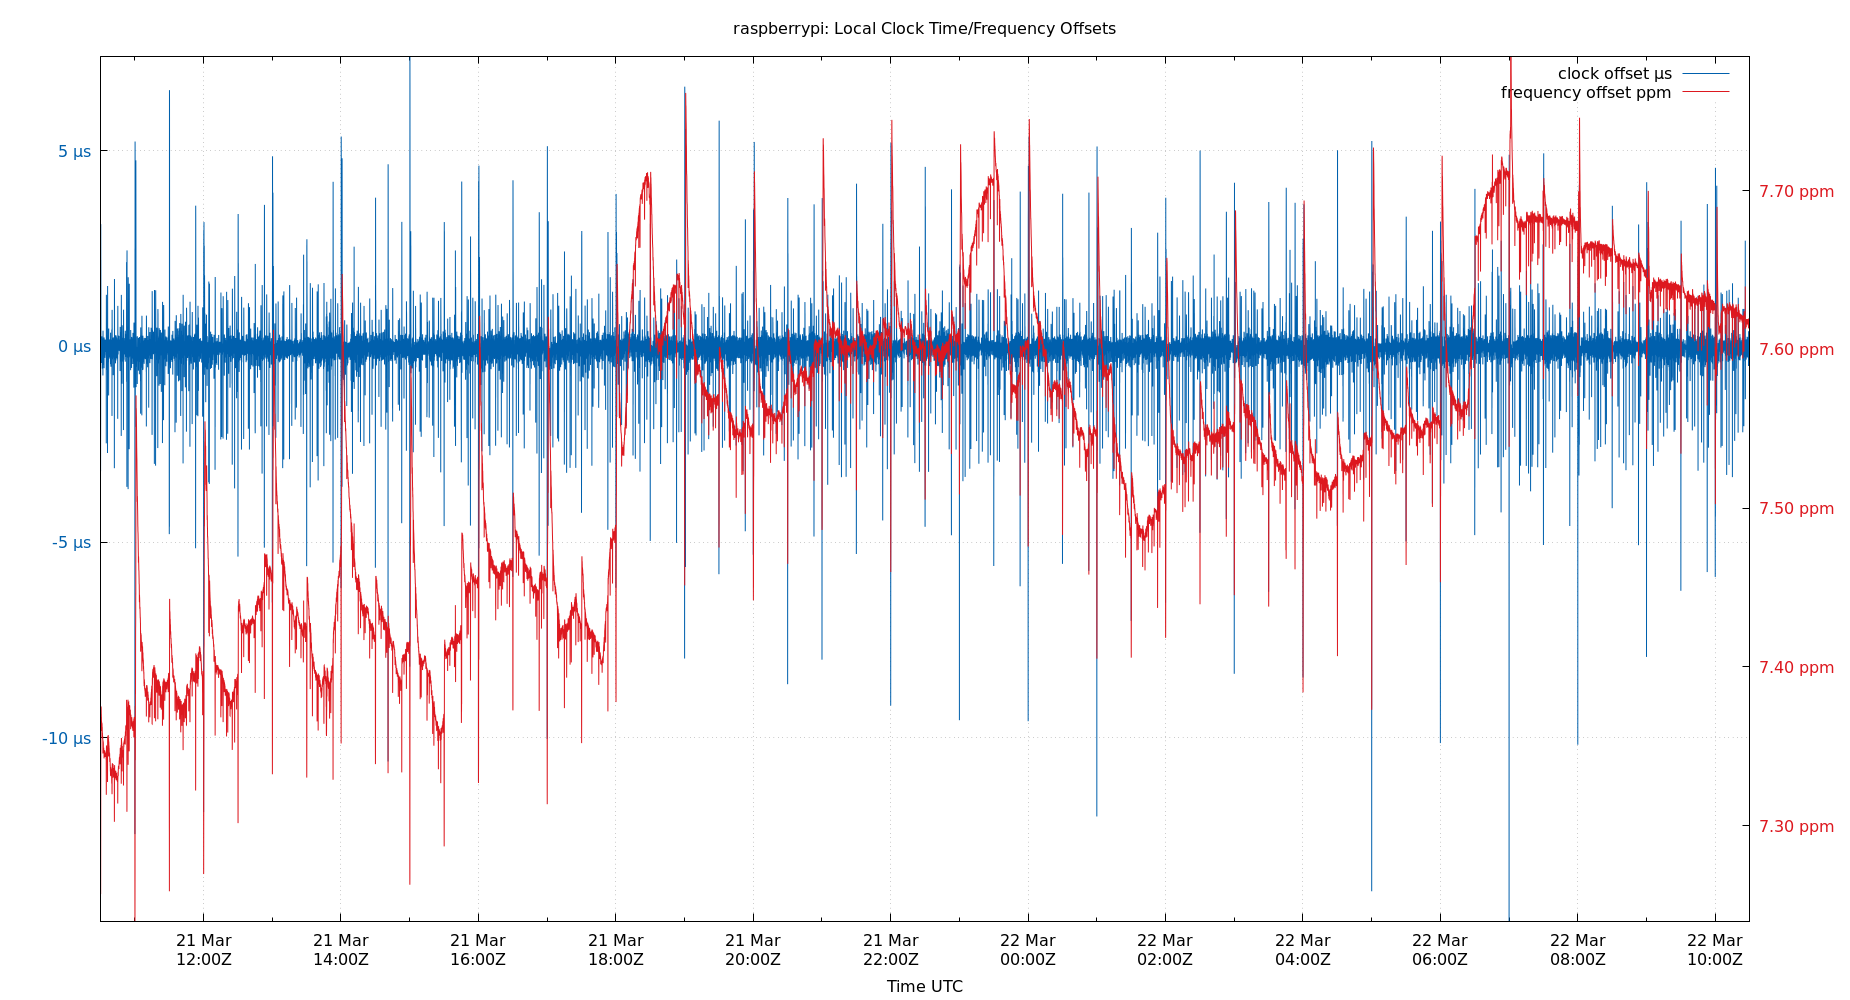 raspberrypi: Local Clock Time/Frequency Offsets
clock offset µs
frequency offset ppm
5 µs
0 µs
-5 µs
-10 µs
7.70 ppm
7.60 ppm
7.50 ppm
7.40 ppm
7.30 ppm
21 Mar 21 Mar 21 Mar 21 Mar 21 Mar 21 Mar 22 Mar 22 Mar 22 Mar 22 Mar 22 Mar 22 Mar
12:00Z 14:00Z 16:00Z 18:00Z 20:00Z 22:00Z 00:00Z 02:00Z 04:00Z 06:00Z 08:00Z 10:00Z
Time UTC